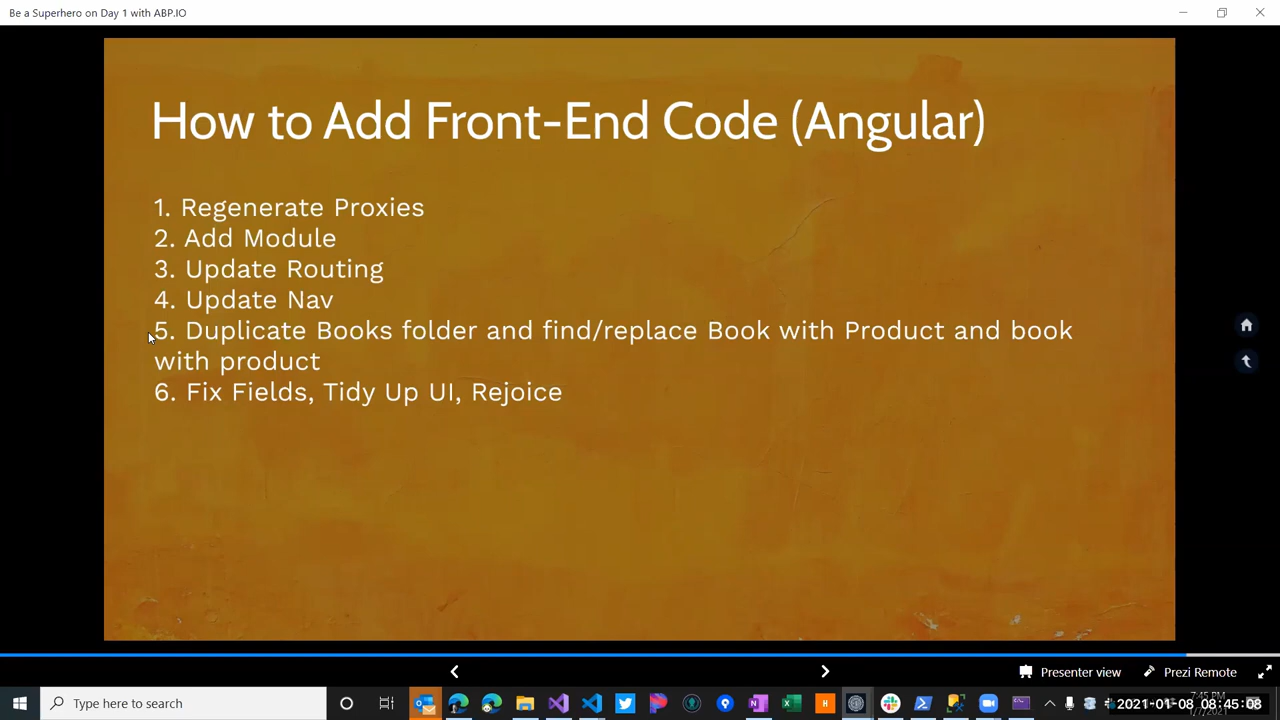 Be a Superhero on Day 1 with ABP.IO
How to Add Front-End Code (Angular)
1. Regenerate Proxies
2. Add Module
3. Update Routing
4. Update Nav
5. Duplicate Books folder and find/replace Book with Product and book
with product
6. Fix Fields, Tidy Up UI, Rejoice
Presenter view
Prezi Remote
Type here to search
7:45 PM
2021-01-08 08:45:08